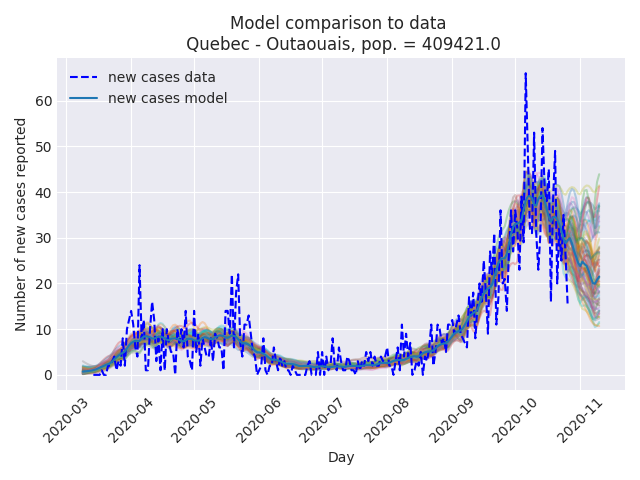 Model comparison to data
Quebec - Outaouais, pop. = 409421.0
new cases data
new cases model
Number of new cases reported
60
50
40
30
20
10
0
2020-03
2020-04
2020-05
2020-06
2020-07
2020-08
2020-09
2020-10
2020-11
Day